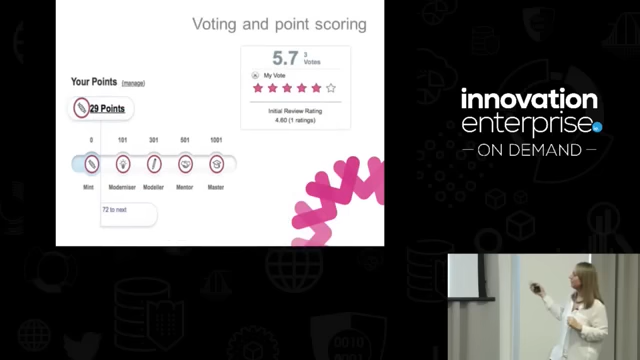 Voting and point scoring
5.7
3
Votes
My Vote
Initial Review Rating
4.60 (1 ratings)
Your Points (manage)
29 Points
0 101 301 501 1001
Mint Moderniser Modeller Mentor Master
72 to next
innovation
enterprise
ON DEMAND